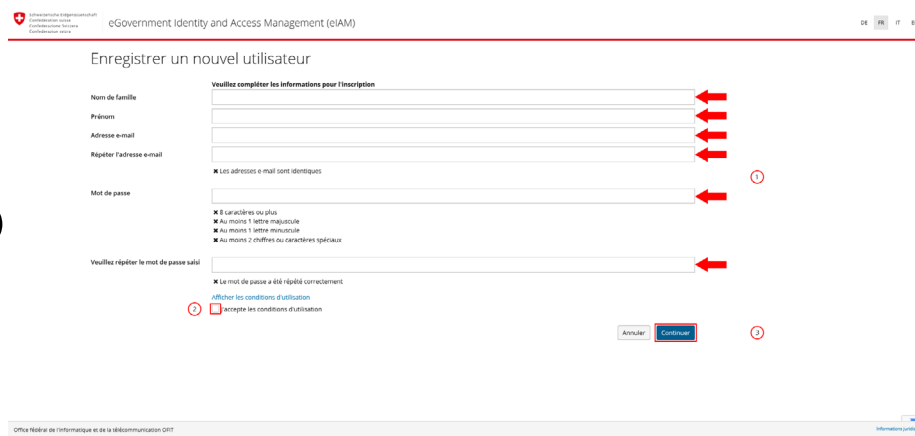 Schweizerische Eidgenossenschaft
Confédération suisse
Confederazione Svizzera
Confederaziun svizra
eGovernment Identity and Access Management (eIAM)
DE FR IT
Enregistrer un nouvel utilisateur
Veuillez compléter les informations pour l'inscription
Nom de famille
Prénom
Adresse e-mail
Répéter l'adresse e-mail
✖ Les adresses e-mail sont identiques
1
Mot de passe
✖ 8 caractères ou plus
✖ Au moins 1 lettre majuscule
✖ Au moins 1 lettre minuscule
✖ Au moins 2 chiffres ou caractères spéciaux
Veuillez répéter le mot de passe saisi
✖ Le mot de passe a été répété correctement
Afficher les conditions d'utilisation
2 J'accepte les conditions d'utilisation
Annuler Continuer 3
Office fédéral de l'informatique et de la télécommunication OFIT
Informations